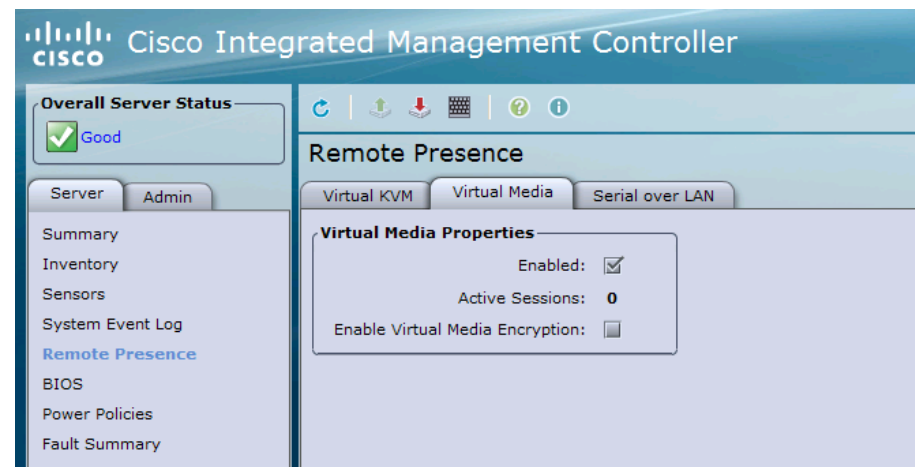 CISCO Cisco Integrated Management Controller
Overall Server Status
Good
Server Admin
Summary
Inventory
Sensors
System Event Log
Remote Presence
BIOS
Power Policies
Fault Summary
Remote Presence
Virtual KVM Virtual Media Serial over LAN
Virtual Media Properties
Enabled:
Active Sessions: 0
Enable Virtual Media Encryption: